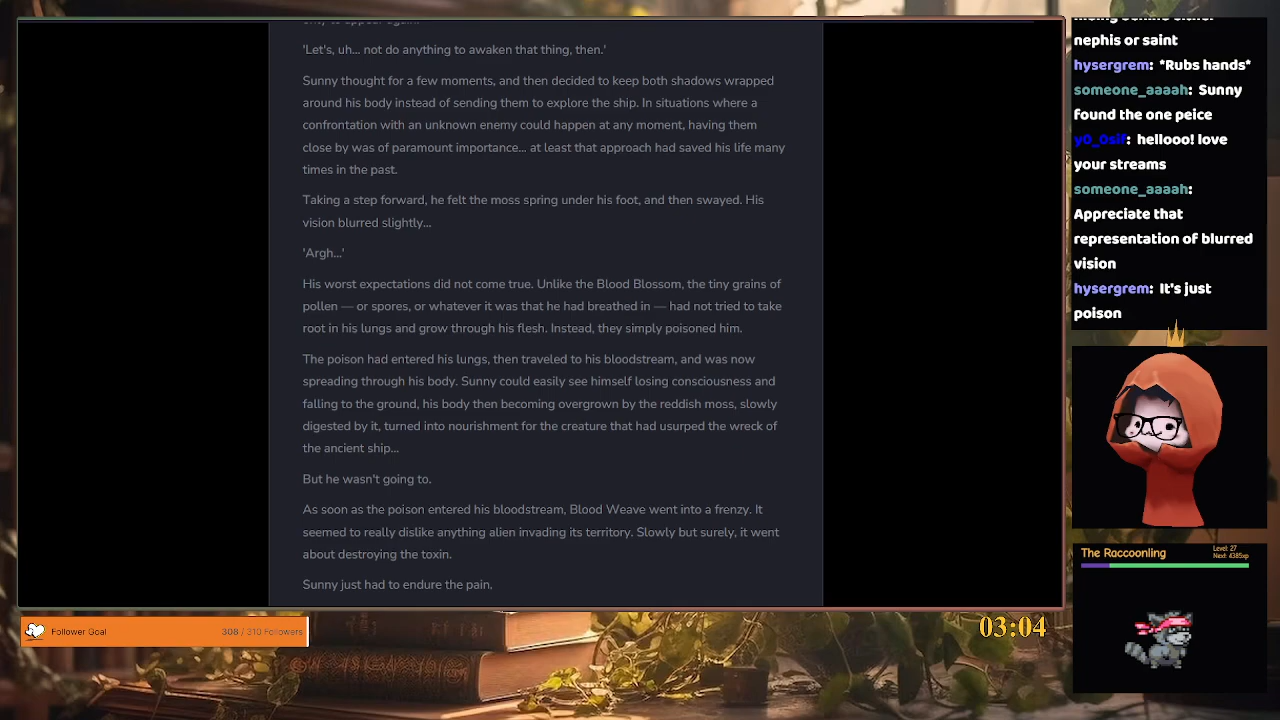 only to appear again.
'Let's, uh... not do anything to awaken that thing, then.'
Sunny thought for a few moments, and then decided to keep both shadows wrapped
around his body instead of sending them to explore the ship. In situations where a
confrontation with an unknown enemy could happen at any moment, having them
close by was of paramount importance... at least that approach had saved his life many
times in the past.
Taking a step forward, he felt the moss spring under his foot, and then swayed. His
vision blurred slightly...
'Argh...'
His worst expectations did not come true. Unlike the Blood Blossom, the tiny grains of
pollen — or spores, or whatever it was that he had breathed in — had not tried to take
root in his lungs and grow through his flesh. Instead, they simply poisoned him.
The poison had entered his lungs, then traveled to his bloodstream, and was now
spreading through his body. Sunny could easily see himself losing consciousness and
falling to the ground, his body then becoming overgrown by the reddish moss, slowly
digested by it, turned into nourishment for the creature that had usurped the wreck of
the ancient ship...
But he wasn't going to.
As soon as the poison entered his bloodstream, Blood Weave went into a frenzy. It
seemed to really dislike anything alien invading its territory. Slowly but surely, it went
about destroying the toxin.
Sunny just had to endure the pain.
nephis or saint
hysergrem: *Rubs hands*
someone_aaaah: Sunny
found the one peice
y0_0sif: hellooo! love
your streams
someone_aaaah:
Appreciate that
representation of blurred
vision
hysergrem: It's just
poison
The Raccoonling
Level: 27
Next: 4385xp
Follower Goal
308 / 310 Followers
03:04